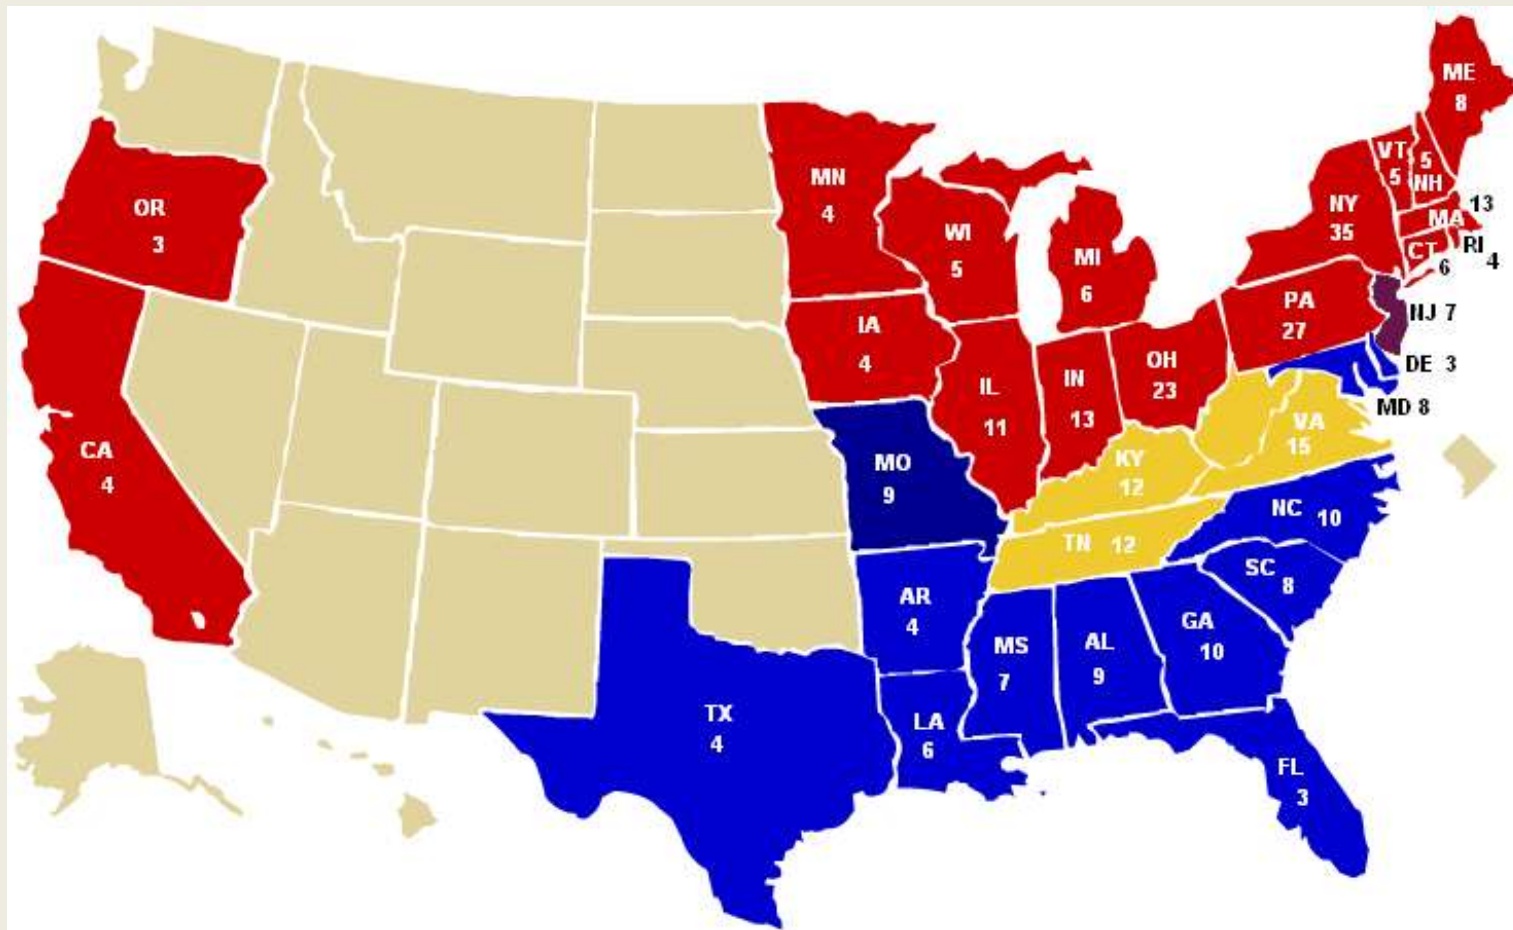 ME
8
VT
5
5
NH
13
MA
NY
35
RI
4
CT
6
OR
3
MN
4
WI
5
MI
6
PA
27
NJ 7
IA
4
OH
23
DE 3
IL
11
IN
13
MD 8
CA
4
MO
9
KY
12
VA
15
NC 10
TN 12
SC
8
AR
4
GA
10
MS
7
AL
9
TX
4
LA
6
FL
3